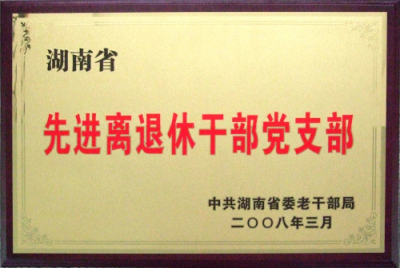 湖南省
先进离退休干部党支部
中共湖南省委老干部局
二〇〇八年三月